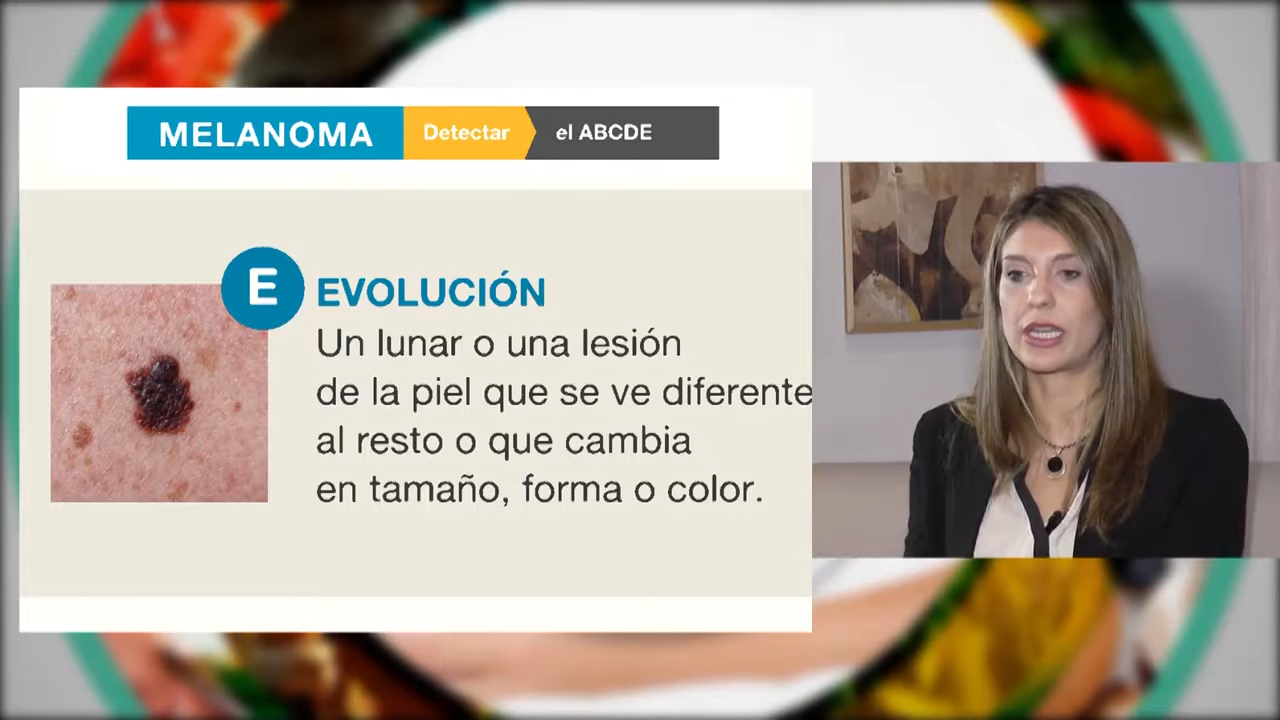 MELANOMA Detectar el ABCDE
E EVOLUCIÓN
Un lunar o una lesión
de la piel que se ve diferente
al resto o que cambia
en tamaño, forma o color.